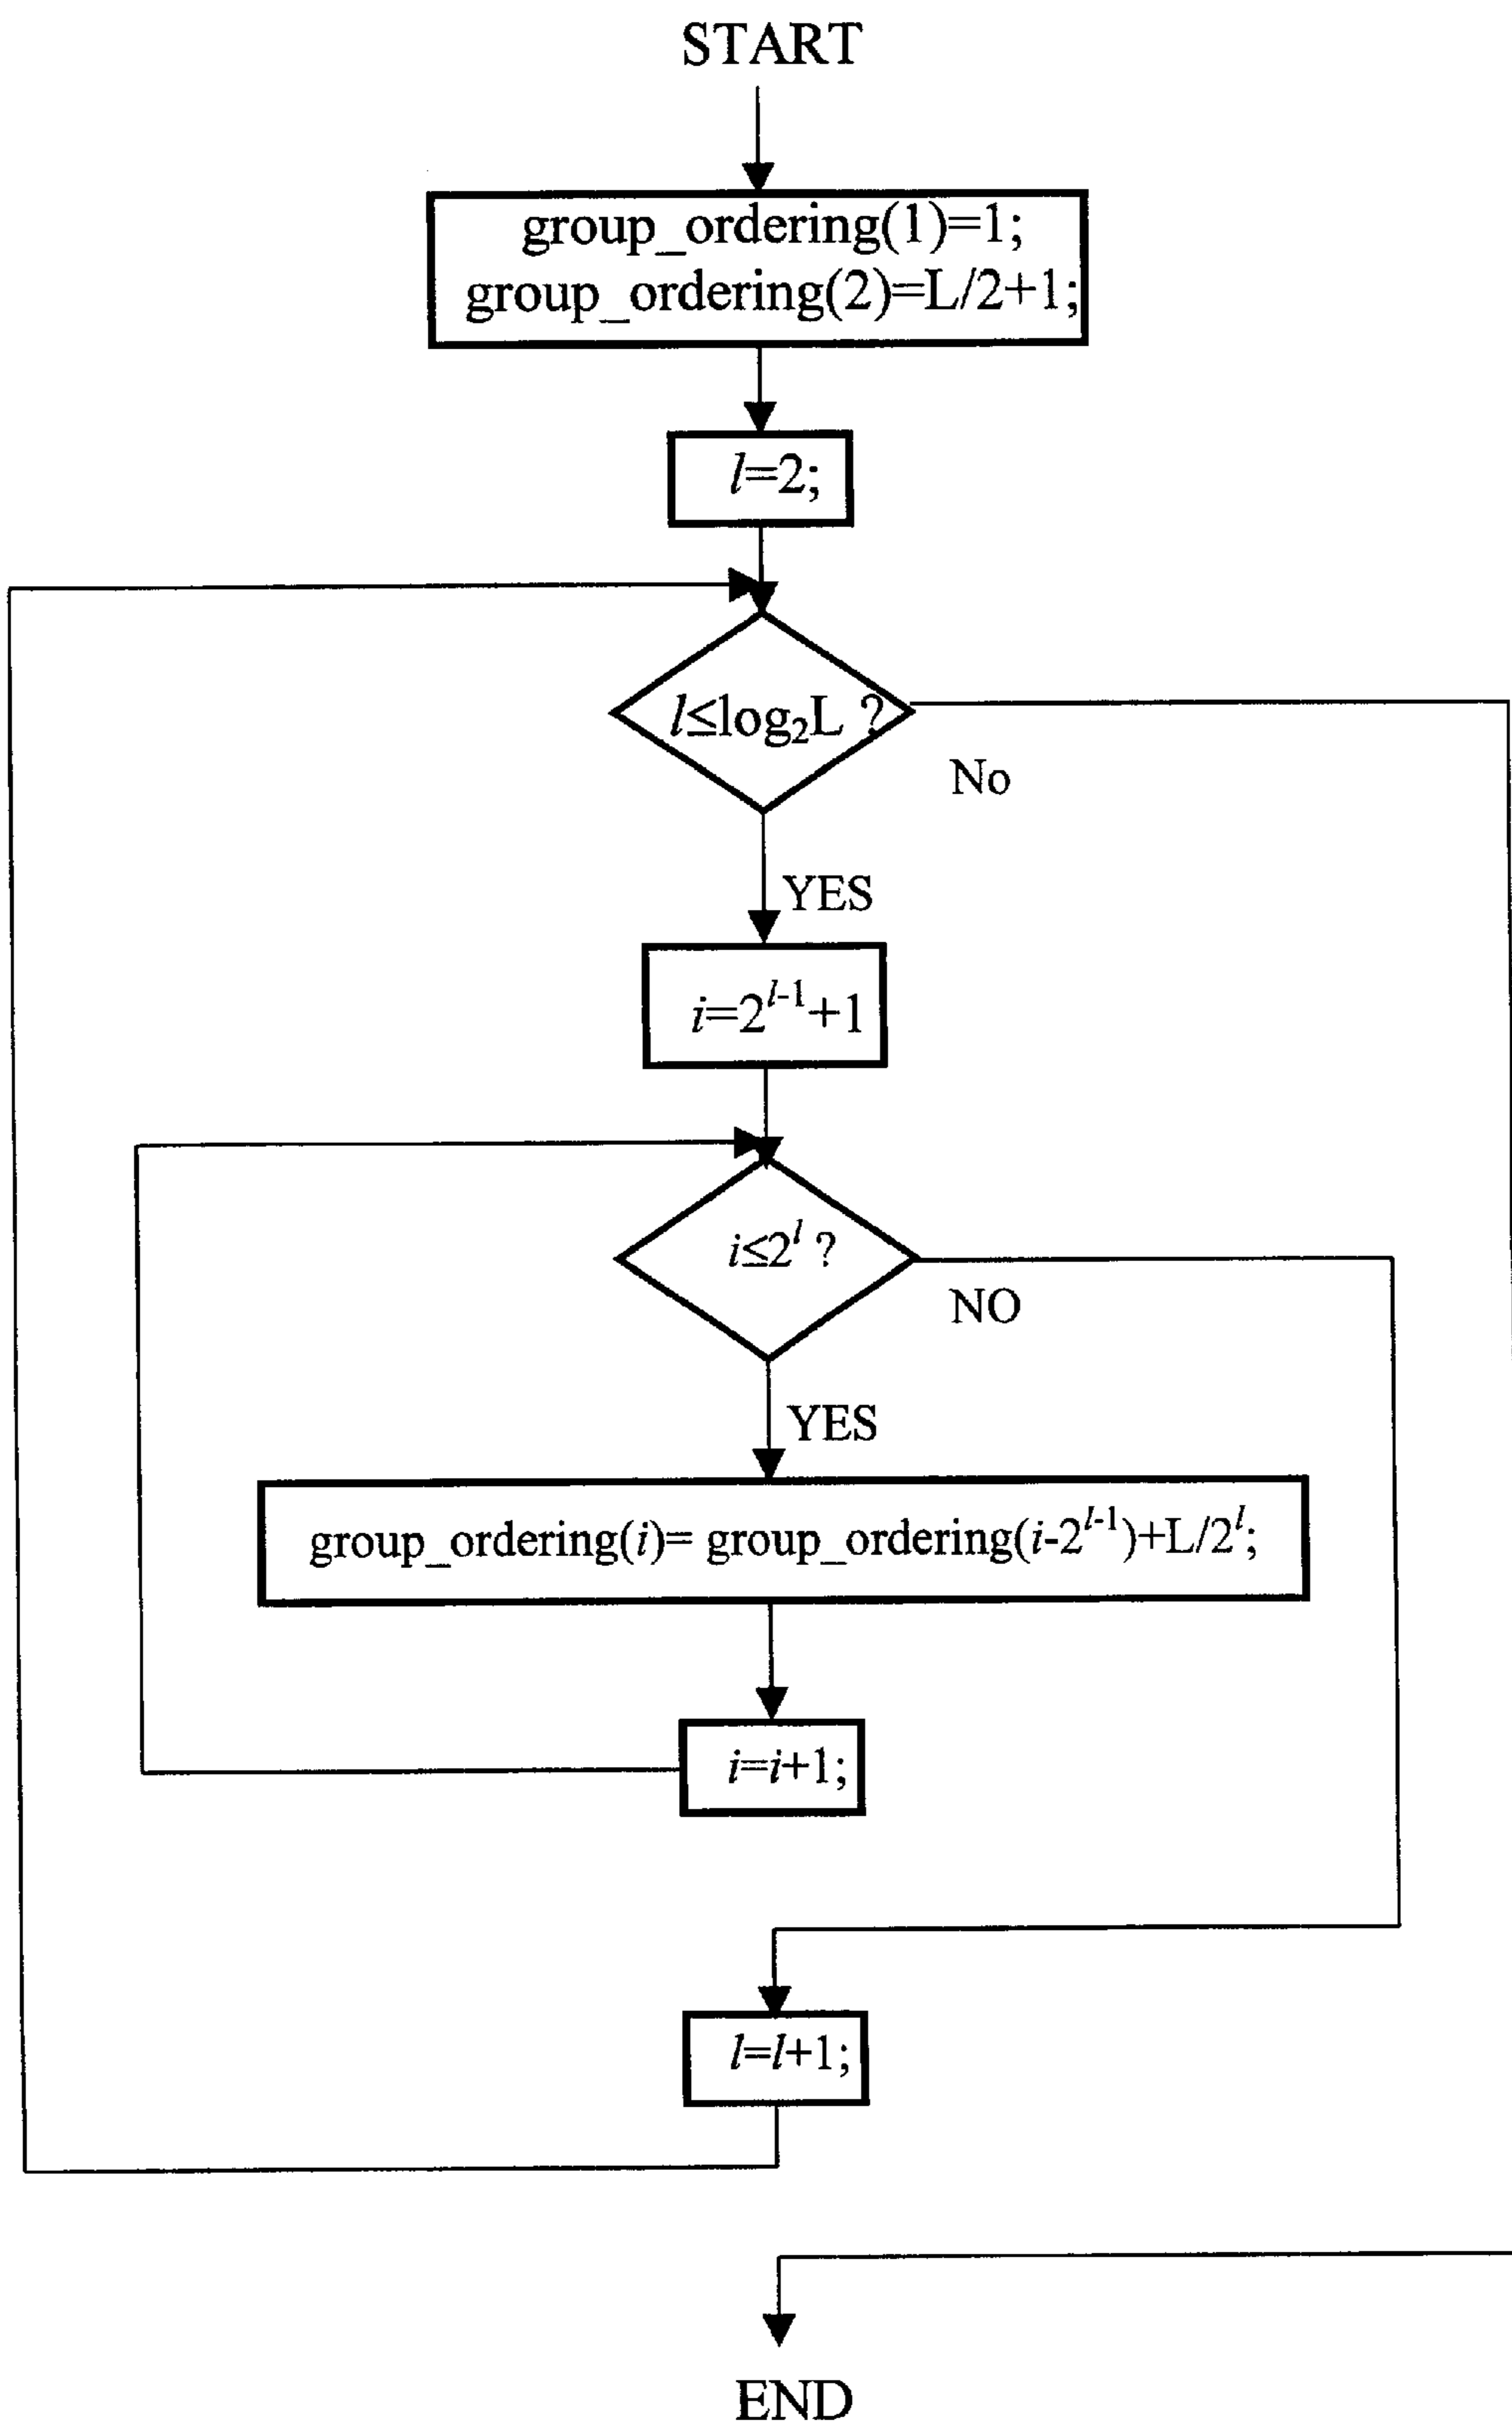 START
group_ordering(1)=1;
group_ordering(2)=L/2+1;
l=2;
l≤log₂L ?
No
YES
i=2^{l-1}+1
i≤2^l ?
NO
YES
group_ordering(i)= group_ordering(i-2^{l-1})+L/2^l;
i=i+1;
l=l+1;
END